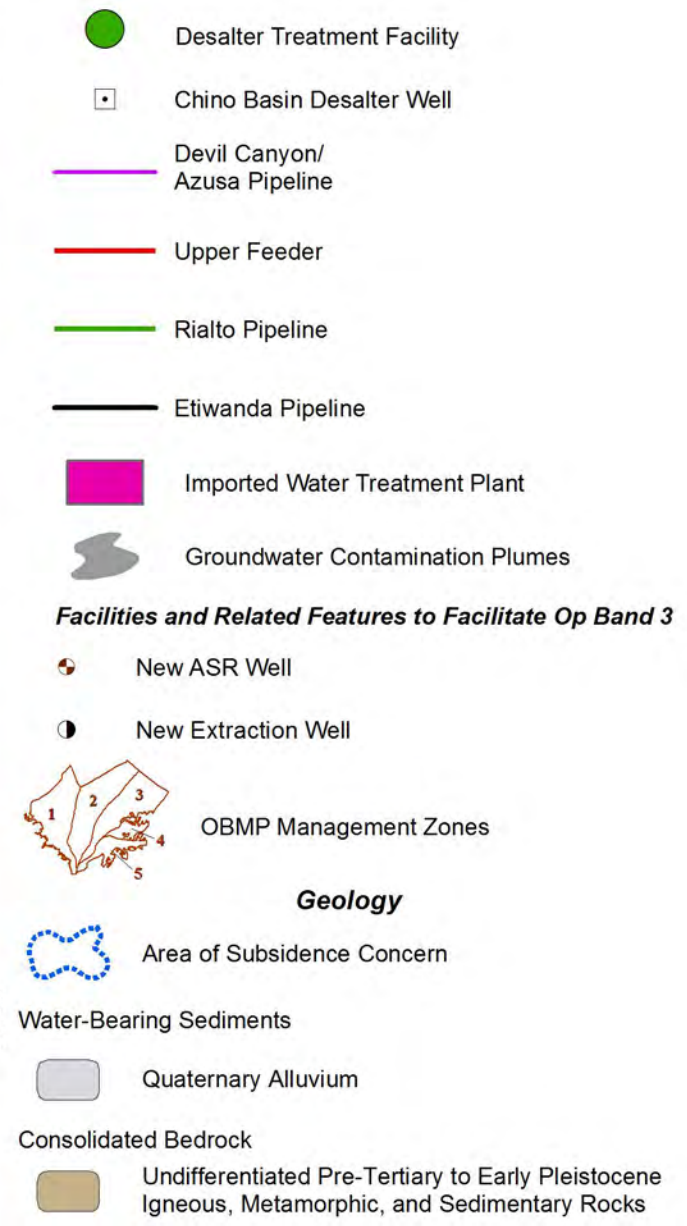 Desalter Treatment Facility
Chino Basin Desalter Well
Devil Canyon/
Azusa Pipeline
Upper Feeder
Rialto Pipeline
Etiwanda Pipeline
Imported Water Treatment Plant
Groundwater Contamination Plumes
Facilities and Related Features to Facilitate Op Band 3
New ASR Well
New Extraction Well
1
2
3
4
5
OBMP Management Zones
Geology
Area of Subsidence Concern
Water-Bearing Sediments
Quaternary Alluvium
Consolidated Bedrock
Undifferentiated Pre-Tertiary to Early Pleistocene
Igneous, Metamorphic, and Sedimentary Rocks